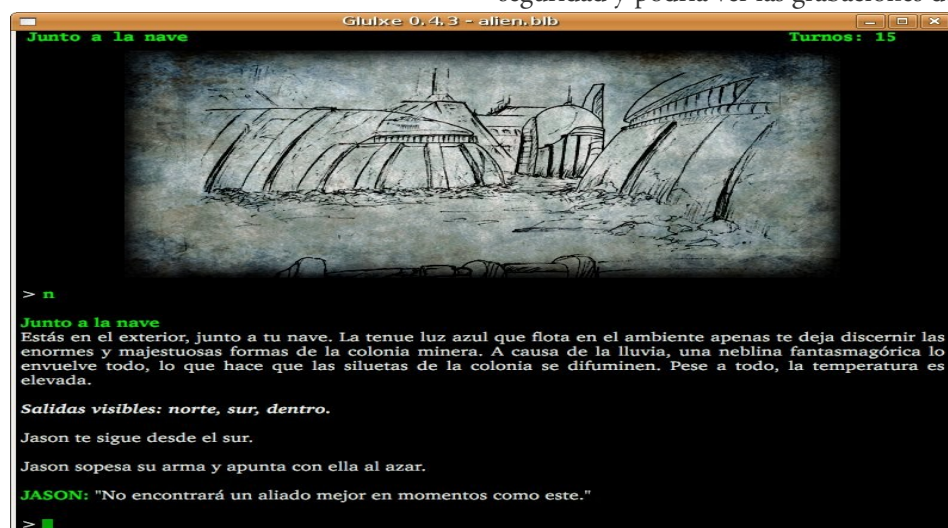 seguridad y podría ver las grabaciones d
Glulxe 0.4.3 - alien.blb
Junto a la nave Turnos: 15
> n
Junto a la nave
Estás en el exterior, junto a tu nave. La tenue luz azul que flota en el ambiente apenas te deja discernir las
enormes y majestuosas formas de la colonia minera. A causa de la lluvia, una neblina fantasmagórica lo
envuelve todo, lo que hace que las siluetas de la colonia se difuminen. Pese a todo, la temperatura es
elevada.
Salidas visibles: norte, sur, dentro.
Jason te sigue desde el sur.
Jason sopesa su arma y apunta con ella al azar.
JASON: "No encontrará un aliado mejor en momentos como este."
>